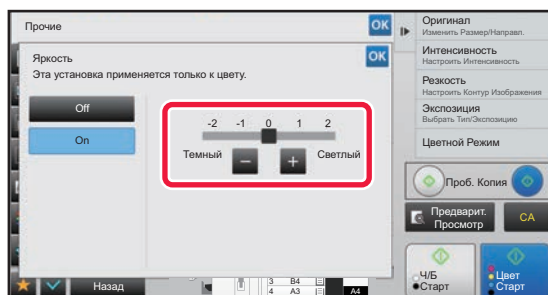 Прочие
OK
Яркость
OK
Эта установка применяется только к цвету.
Off
On
-2 -1 0 1 2
Темный
Светлый
Назад
3 B4
4 A3
A4
Оригинал
Изменить Размер/Направл.
Интенсивность
Настроить Интенсивность
Резкость
Настроить Контур Изображения
Экспозиция
Выбрать Тип/Экспозицию
Цветной Режим
Проб. Копия
Предварит.
Просмотр
CA
Ч/Б
Старт
Цвет
Старт